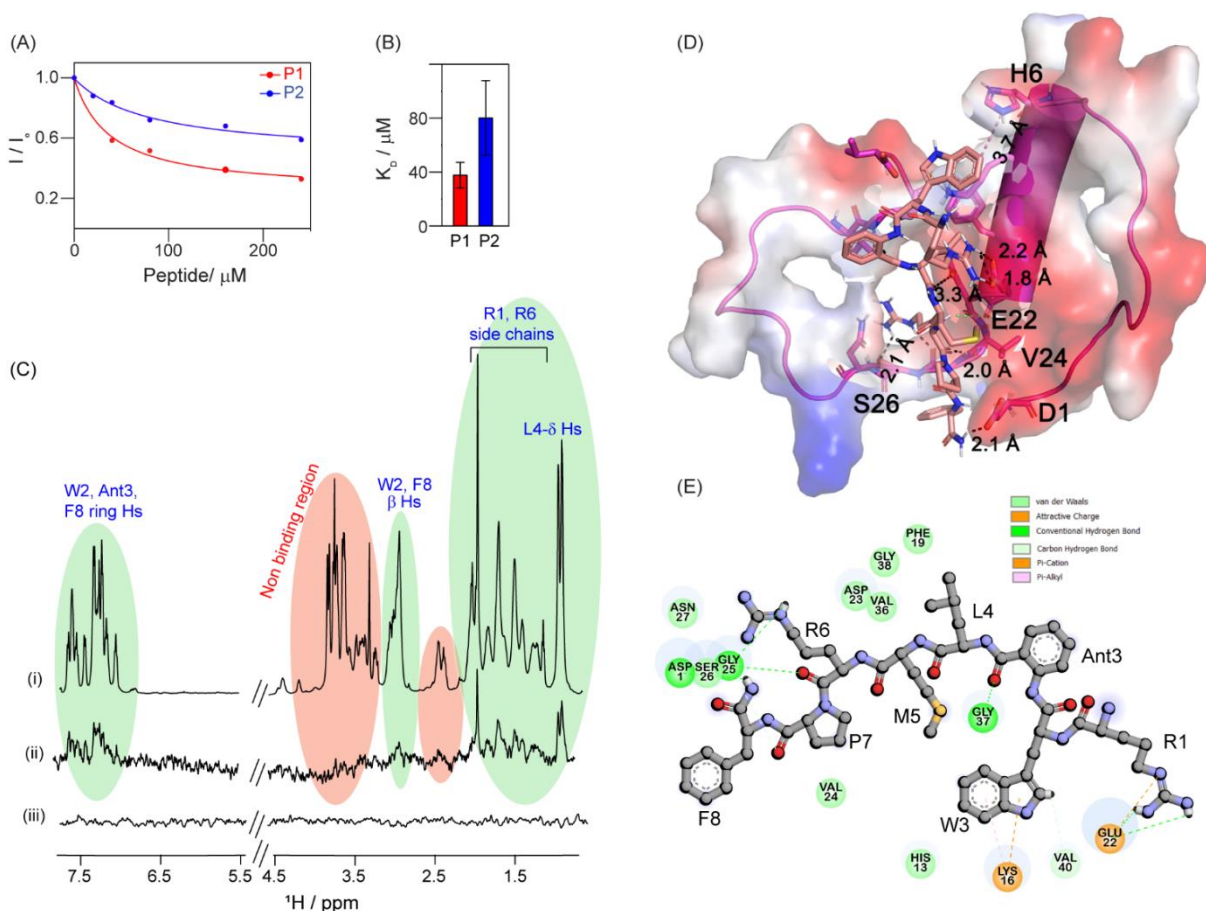 (A)
I / I°
1.0
0.6
0.2
P1
P2
0
100
200
Peptide/ μM
(B)
K_b / μM
80
40
0
P1
P2
(C)
W2, Ant3,
F8 ring Hs
Non binding region
W2, F8
β Hs
R1, R6
side chains
L4-δ Hs
(i)
(ii)
(iii)
7.5
6.5
5.5
4.5
3.5
2.5
1.5
¹H / ppm
(D)
H6
3.7 Å
2.2 Å
1.8 Å
3.3 Å
E22
V24
2.1 Å
2.0 Å
S26
D1
2.1 Å
(E)
van der Waals
Attractive Charge
Conventional Hydrogen Bond
Carbon Hydrogen Bond
Pi-Cation
Pi-Alkyl
PHE
19
GLY
38
ASP
23
VAL
36
ASN
27
R6
L4
ASP
1
SER
26
GLY
25
Ant3
M5
GLY
37
P7
R1
VAL
24
F8
W3
GLU
22
HIS
13
LYS
16
VAL
40